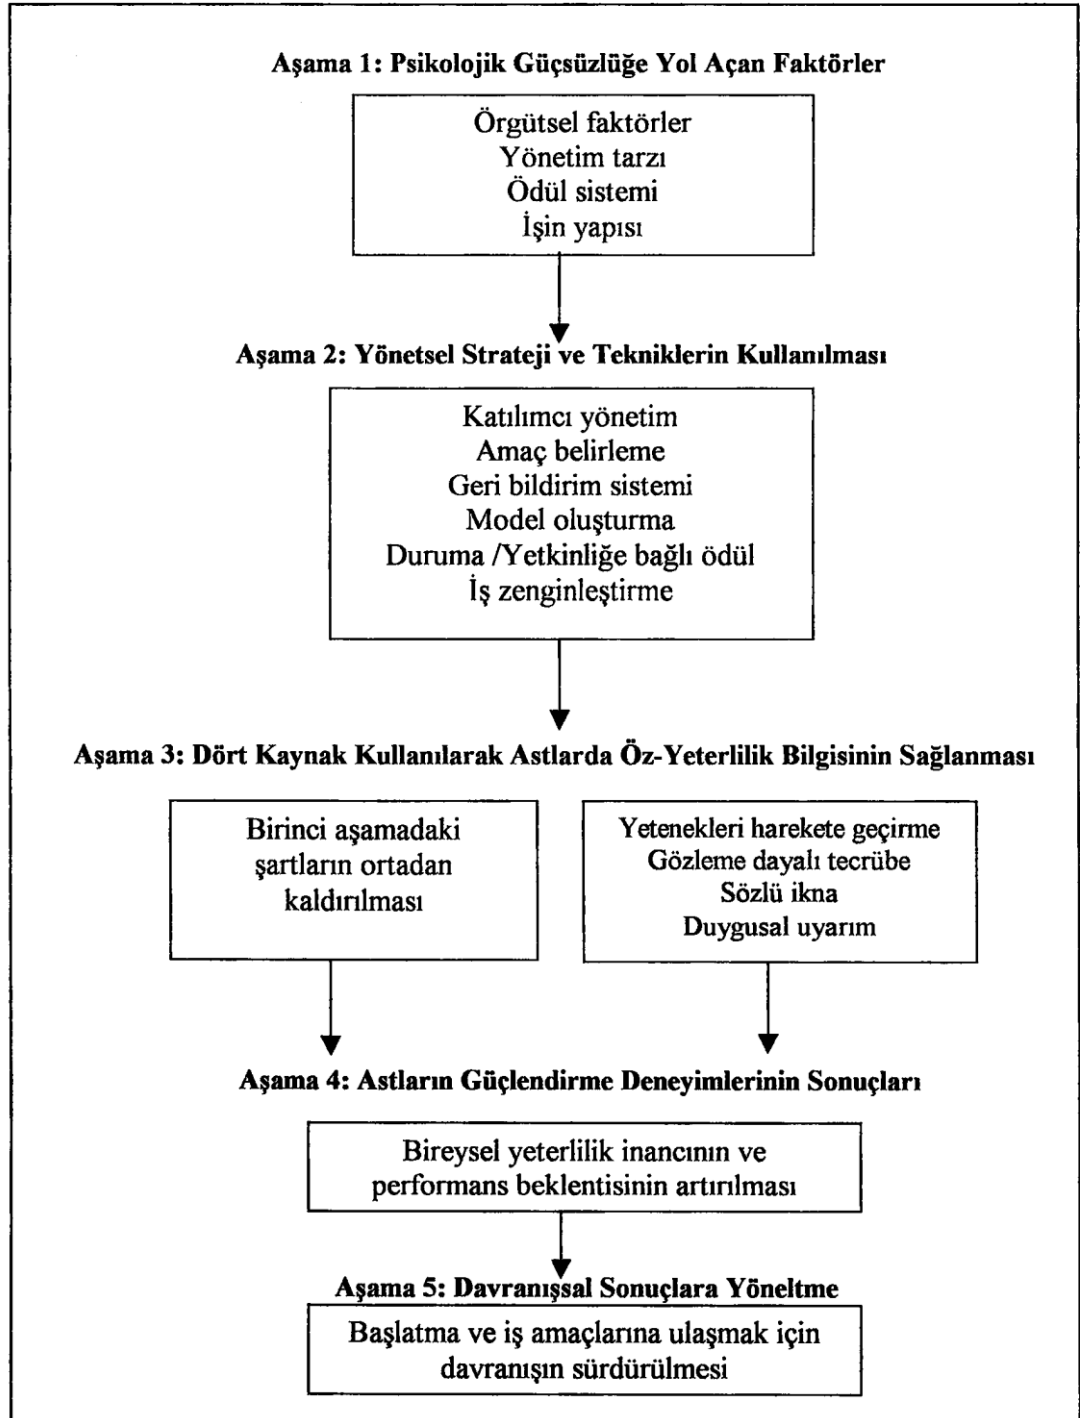 Aşama 1: Psikolojik Güçsüzlüğe Yol Açan Faktörler
Örgütsel faktörler
Yönetim tarzı
Ödül sistemi
İşin yapısı
Aşama 2: Yönetsel Strateji ve Tekniklerin Kullanılması
Katılımcı yönetim
Amaç belirleme
Geri bildirim sistemi
Model oluşturma
Duruma /Yetkinliğe bağlı ödül
İş zenginleştirme
Aşama 3: Dört Kaynak Kullanılarak Astlarda Öz-Yeterlilik Bilgisinin Sağlanması
Birinci aşamadaki
şartların ortadan
kaldırılması
Yetenekleri harekete geçirme
Gözleme dayalı tecrübe
Sözlü ikna
Duygusal uyarım
Aşama 4: Astların Güçlendirme Deneyimlerinin Sonuçları
Bireysel yeterlilik inancının ve
performans beklentisinin artırılması
Aşama 5: Davranışsal Sonuçlara Yöneltme
Başlatma ve iş amaçlarına ulaşmak için
davranışın sürdürülmesi